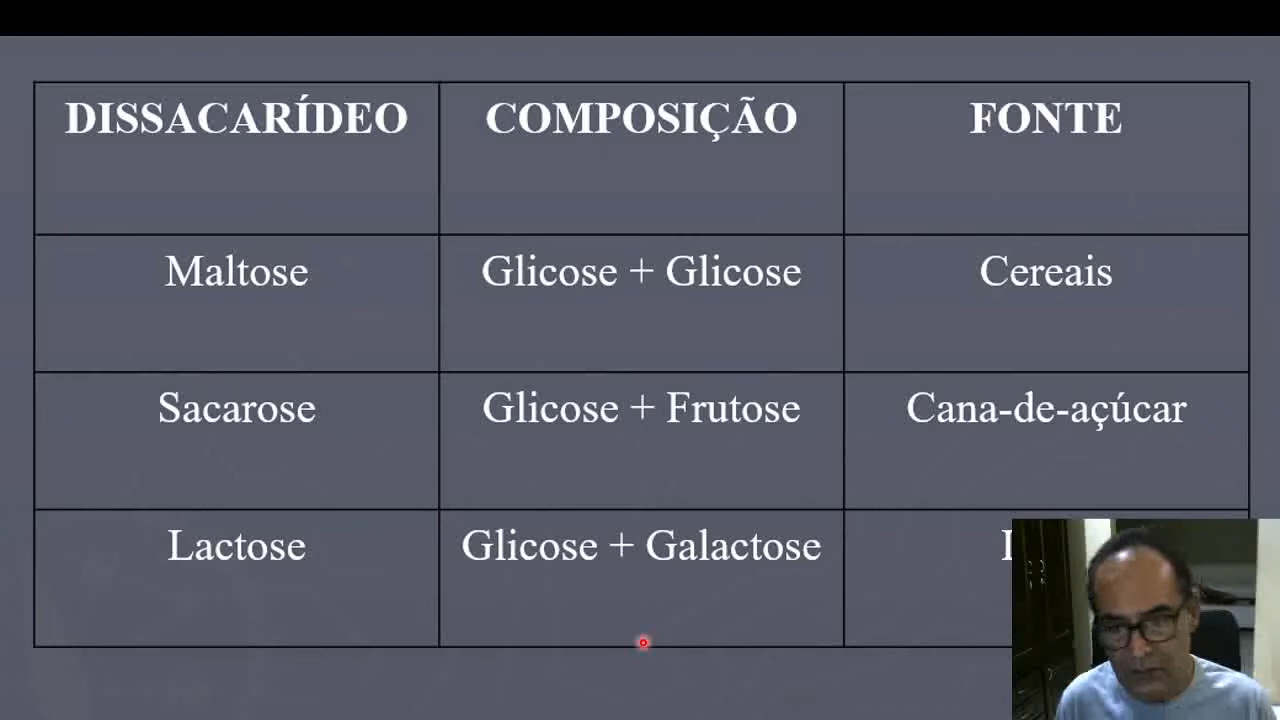 DISSACARÍDEO COMPOSIÇÃO FONTE
Maltose Glicose + Glicose Cereais
Sacarose Glicose + Frutose Cana-de-açúcar
Lactose Glicose + Galactose